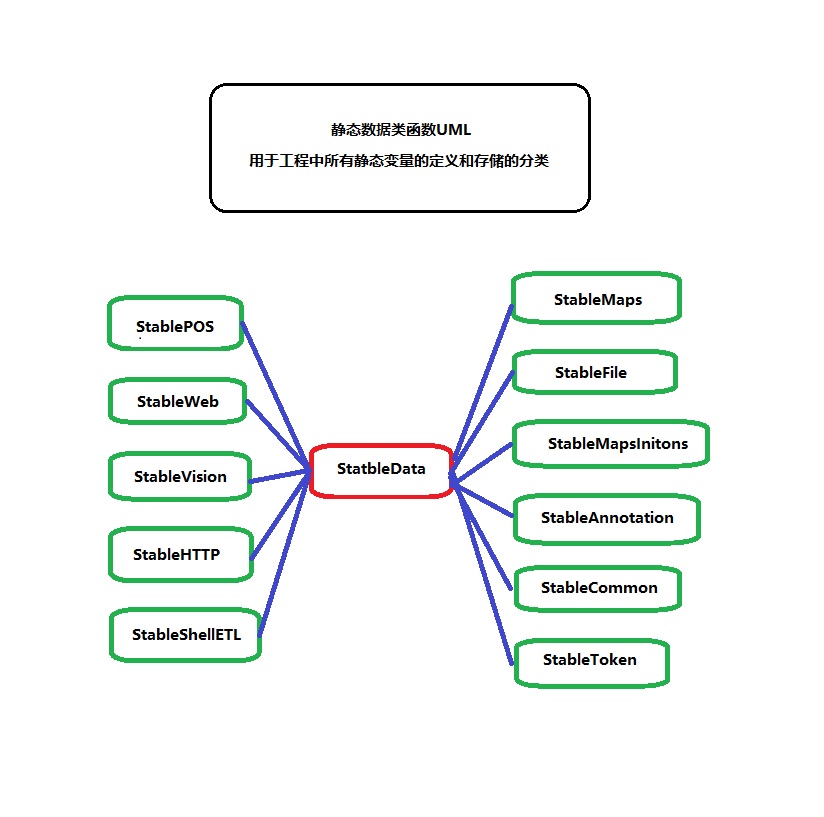 静态数据类函数UML
用于工程中所有静态变量的定义和存储的分类
StablePOS
StableWeb
StableVision
StableHTTP
StableShellETL
StatbleData
StableMaps
StableFile
StableMapsInitons
StableAnnotation
StableCommon
StableToken